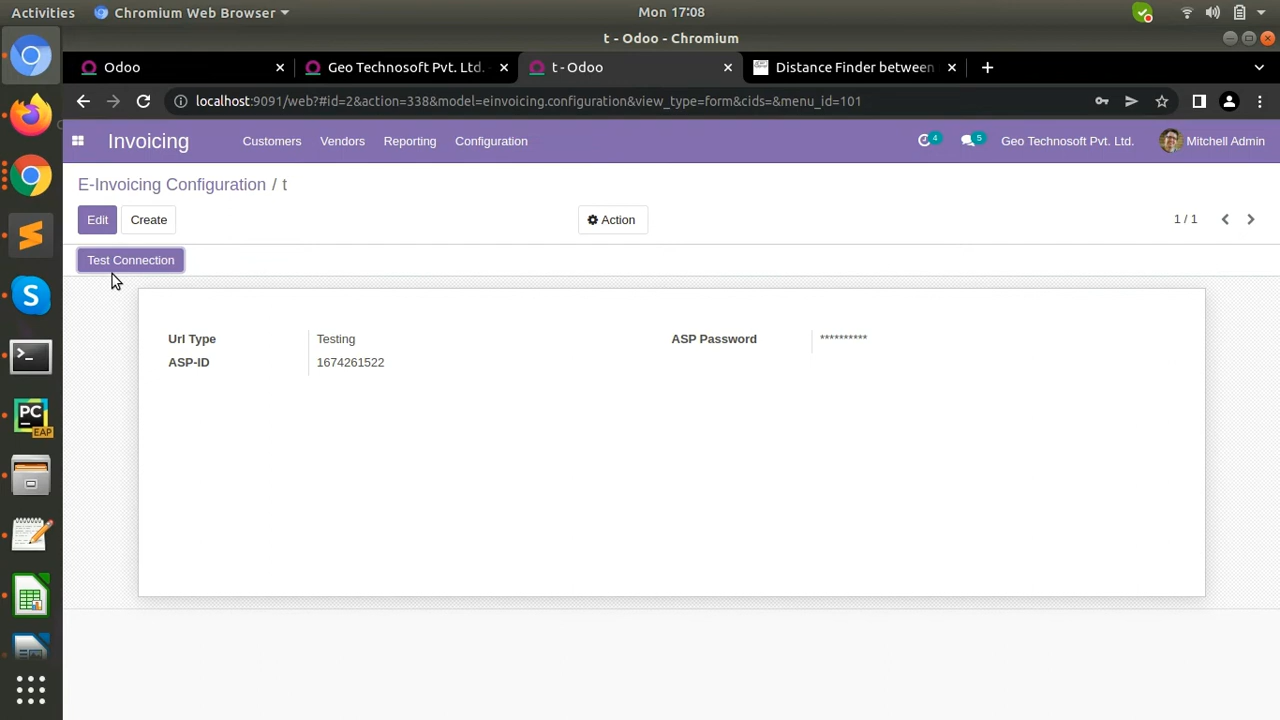 Activities
Chromium Web Browser
Mon 17:08
t - Odoo - Chromium
Odoo
Geo Technosoft Pvt. Ltd. -
t - Odoo
Distance Finder between
localhost:9091/web?#id=2&action=338&model=einvoicing.configuration&view_type=form&cids=&menu_id=101
Invoicing
Customers
Vendors
Reporting
Configuration
4
5
Geo Technosoft Pvt. Ltd.
Mitchell Admin
E-Invoicing Configuration / t
Edit
Create
Action
1 / 1
Test Connection
Url Type
Testing
ASP Password
**********
ASP-ID
1674261522
S
PC
EAP